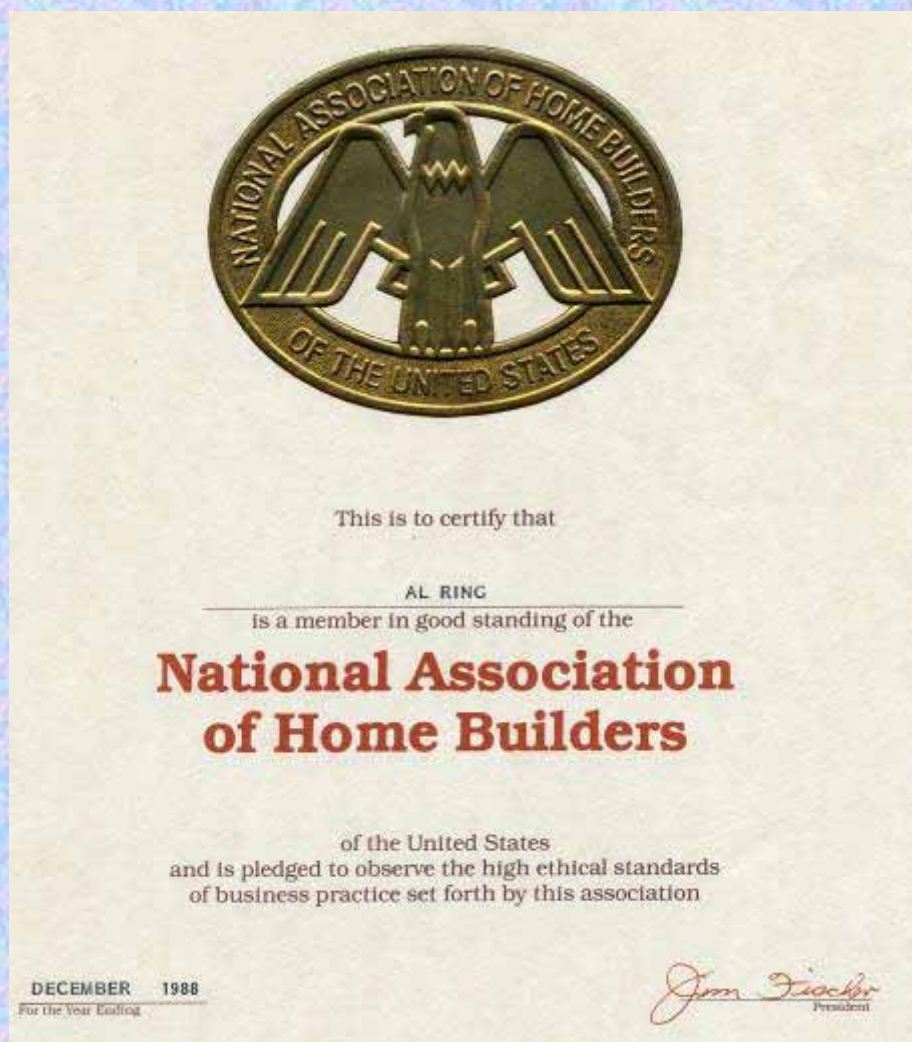 NATIONAL ASSOCIATION OF HOME BUILDERS
OF THE UNITED STATES
This is to certify that
AL RING
is a member in good standing of the
National Association
of Home Builders
of the United States
and is pledged to observe the high ethical standards
of business practice set forth by this association
DECEMBER 1988
For the Year Ending
Jim Fischer
President